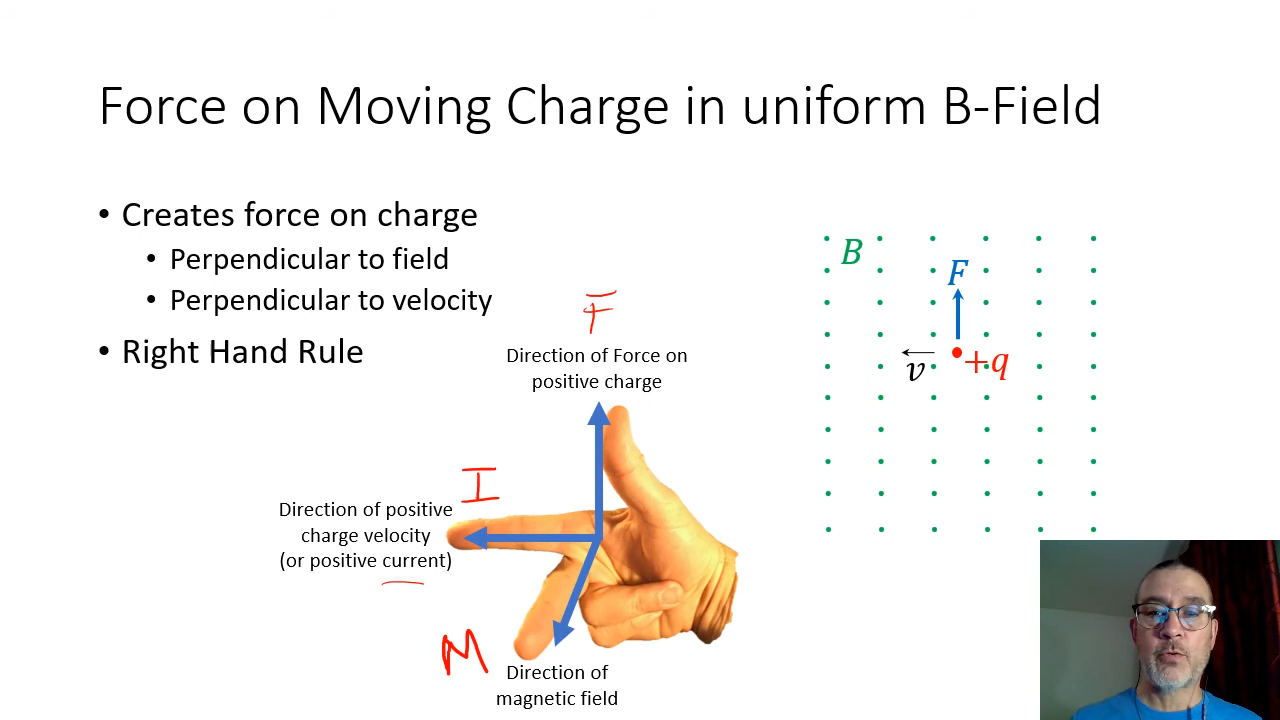 Force on Moving Charge in uniform B-Field
• Creates force on charge
• Perpendicular to field
• Perpendicular to velocity
• Right Hand Rule
F
Direction of Force on
positive charge
I
Direction of positive
charge velocity
(or positive current)
M
Direction of
magnetic field
B
F
v
+q